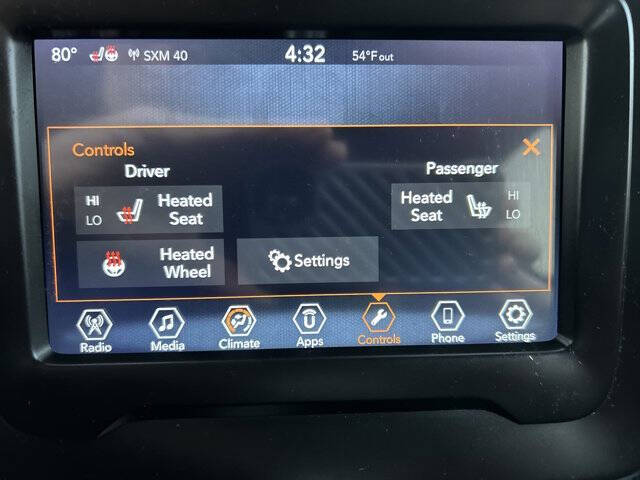 80° SXM 40 4:32 54°F out
Controls
Driver Passenger
HI Heated Heated HI
LO Seat Seat LO
Heated
Wheel
Settings
Radio Media Climate Apps Controls Phone Settings